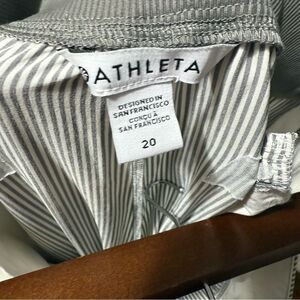 ATHLETA
DESIGNED IN
SAN FRANCISCO
CONÇU À
SAN FRANCISCO
20